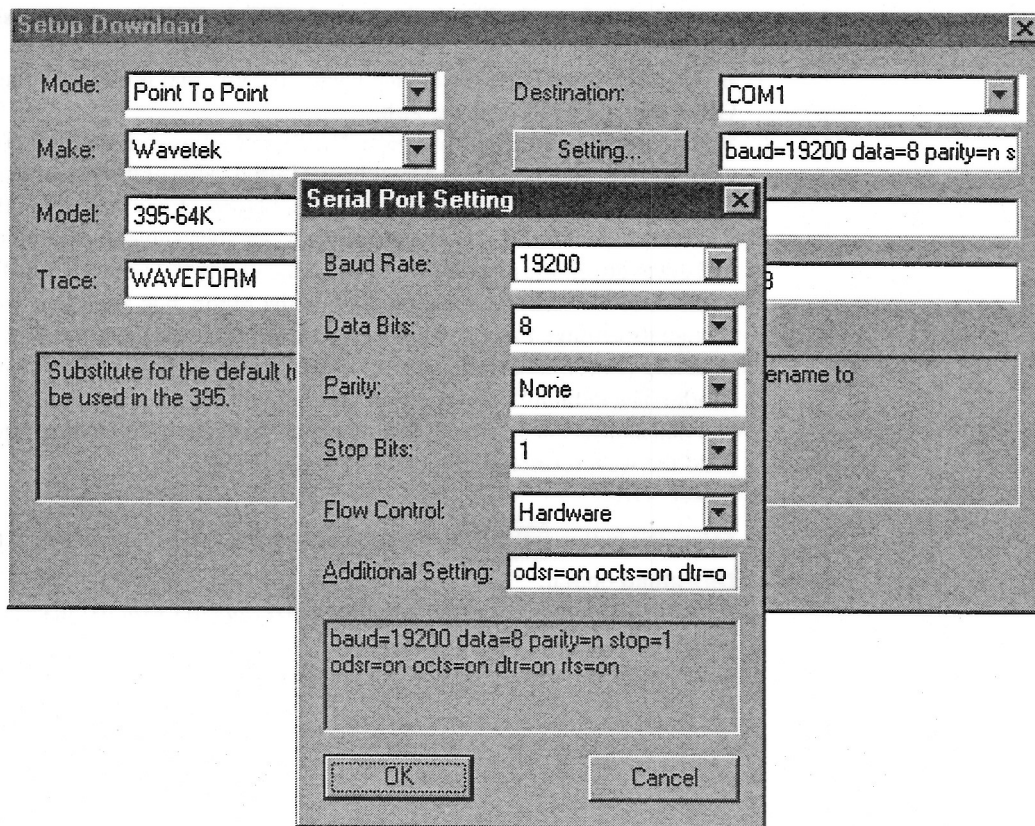 Setup Download
Mode: Point To Point
Destination: COM1
Make: Wavetek
Setting... baud=19200 data=8 parity=n s
Model: 395-64K
Trace: WAVEFORM
Substitute for the default
be used in the 395.
ename to
Serial Port Setting
Baud Rate: 19200
Data Bits: 8
Parity: None
Stop Bits: 1
Flow Control: Hardware
Additional Setting: odsr=on octs=on dtr=o
baud=19200 data=8 parity=n stop=1
odsr=on octs=on dtr=on rts=on
OK Cancel